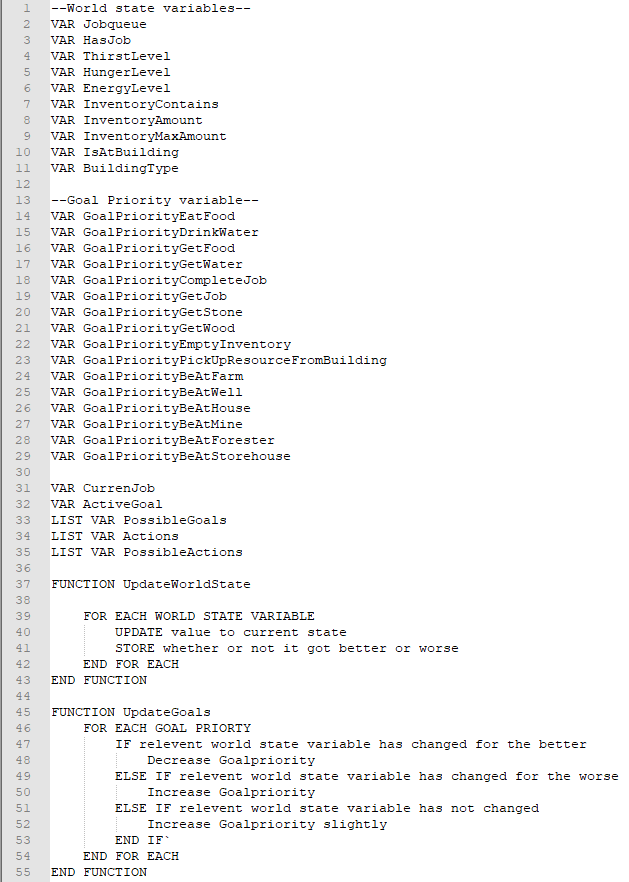 1 --World state variables--
2 VAR Jobqueue
3 VAR HasJob
4 VAR ThirstLevel
5 VAR HungerLevel
6 VAR EnergyLevel
7 VAR InventoryContains
8 VAR InventoryAmount
9 VAR InventoryMaxAmount
10 VAR IsAtBuilding
11 VAR BuildingType
12
13 --Goal Priority variable--
14 VAR GoalPriorityEatFood
15 VAR GoalPriorityDrinkWater
16 VAR GoalPriorityGetFood
17 VAR GoalPriorityGetWater
18 VAR GoalPriorityCompleteJob
19 VAR GoalPriorityGetJob
20 VAR GoalPriorityGetStone
21 VAR GoalPriorityGetWood
22 VAR GoalPriorityEmptyInventory
23 VAR GoalPriorityPickUpResourceFromBuilding
24 VAR GoalPriorityBeAtFarm
25 VAR GoalPriorityBeAtWell
26 VAR GoalPriorityBeAtHouse
27 VAR GoalPriorityBeAtMine
28 VAR GoalPriorityBeAtForester
29 VAR GoalPriorityBeAtStorehouse
30
31 VAR CurrenJob
32 VAR ActiveGoal
33 LIST VAR PossibleGoals
34 LIST VAR Actions
35 LIST VAR PossibleActions
36
37 FUNCTION UpdateWorldState
38
39 FOR EACH WORLD STATE VARIABLE
40 UPDATE value to current state
41 STORE whether or not it got better or worse
42 END FOR EACH
43 END FUNCTION
44
45 FUNCTION UpdateGoals
46 FOR EACH GOAL PRIORTY
47 IF relevent world state variable has changed for the better
48 Decrease Goalpriority
49 ELSE IF relevent world state variable has changed for the worse
50 Increase Goalpriority
51 ELSE IF relevent world state variable has not changed
52 Increase Goalpriority slightly
53 END IF`
54 END FOR EACH
55 END FUNCTION